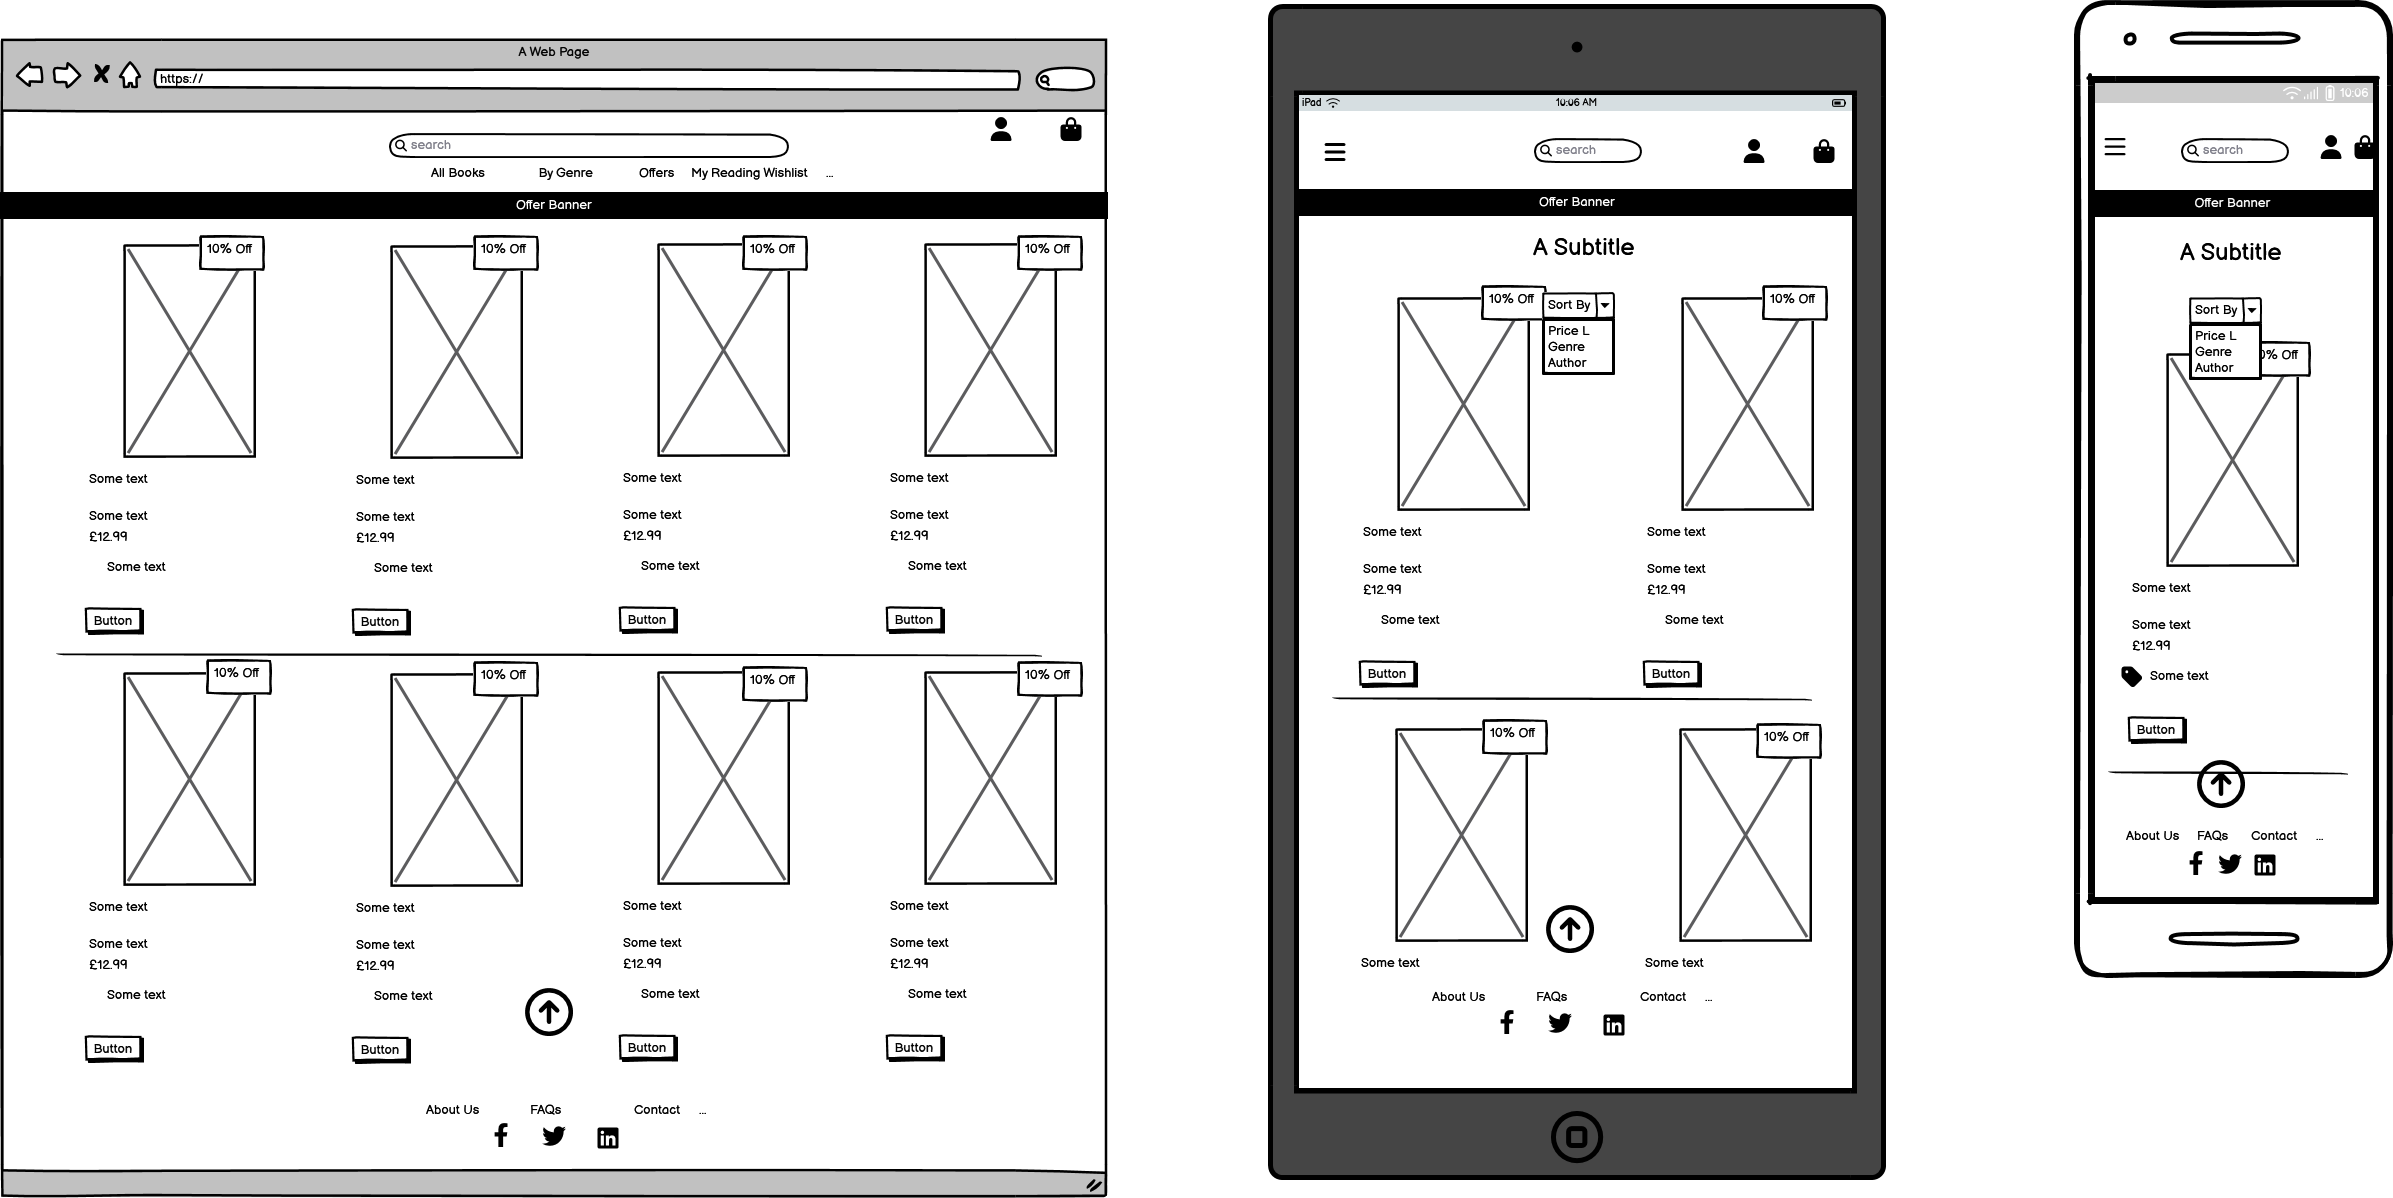 A Web Page
https://
search
All Books By Genre Offers My Reading Wishlist ...
Offer Banner
10% Off 10% Off 10% Off 10% Off
Some text Some text Some text Some text
Some text Some text Some text Some text
£12.99 £12.99 £12.99 £12.99
Some text Some text Some text Some text
Button Button Button Button
10% Off 10% Off 10% Off 10% Off
Some text Some text Some text Some text
Some text Some text Some text Some text
£12.99 £12.99 £12.99 £12.99
Some text Some text Some text Some text
Button Button Button Button
About Us FAQs Contact ...
iPad 10:06 AM
search
Offer Banner
A Subtitle
10% Off Sort By 10% Off
Price L
Genre
Author
Some text Some text
Some text Some text
£12.99 £12.99
Some text Some text
Button Button
10% Off 10% Off
Some text Some text
About Us FAQs Contact ...
10:06
search
Offer Banner
A Subtitle
Sort By
Price L
Genre 0% Off
Author
Some text
Some text
£12.99
Some text
Button
About Us FAQs Contact ...